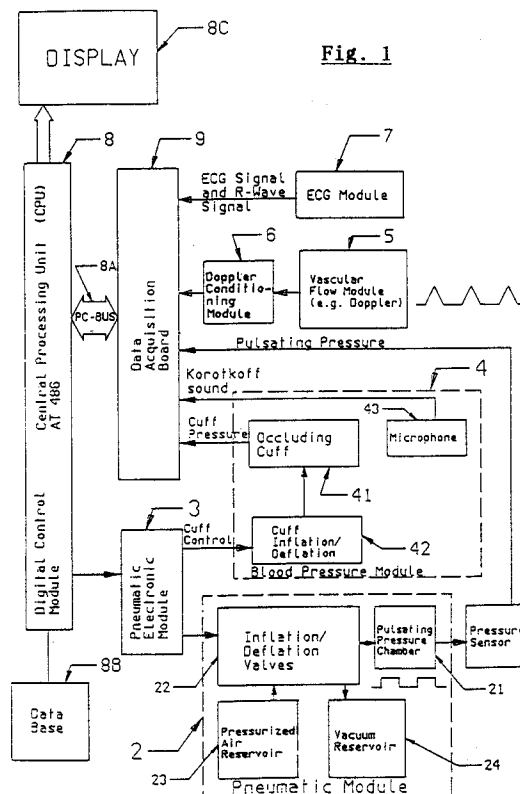 8C
Fig. 1
DISPLAY
8
9
7
ECG Signal
and R-Wave
Signal
ECG Module
6
5
Central Processing Unit (CPU)
AT 486
8A
PC-BUS
Data
Acquisition
Board
Doppler
Conditio-
ning
Module
Vascular
Flow Module
(e.g. Doppler)
Pulsating Pressure
Korotkoff
sound
4
43
Cuff
Pressure
Occluding
Cuff
Microphone
41
3
Cuff
Control
Cuff
Inflation/
Deflation
42
Blood Pressure Module
Digital Control
Module
Pneumatic
Electronic
Module
Inflation/
Deflation
Valves
Pulsating
Pressure
Chamber
Pressure
Sensor
22
21
8B
Data
Base
2
Pressurized
Air
Reservoir
Vacuum
Reservoir
23
24
Pneumatic Module